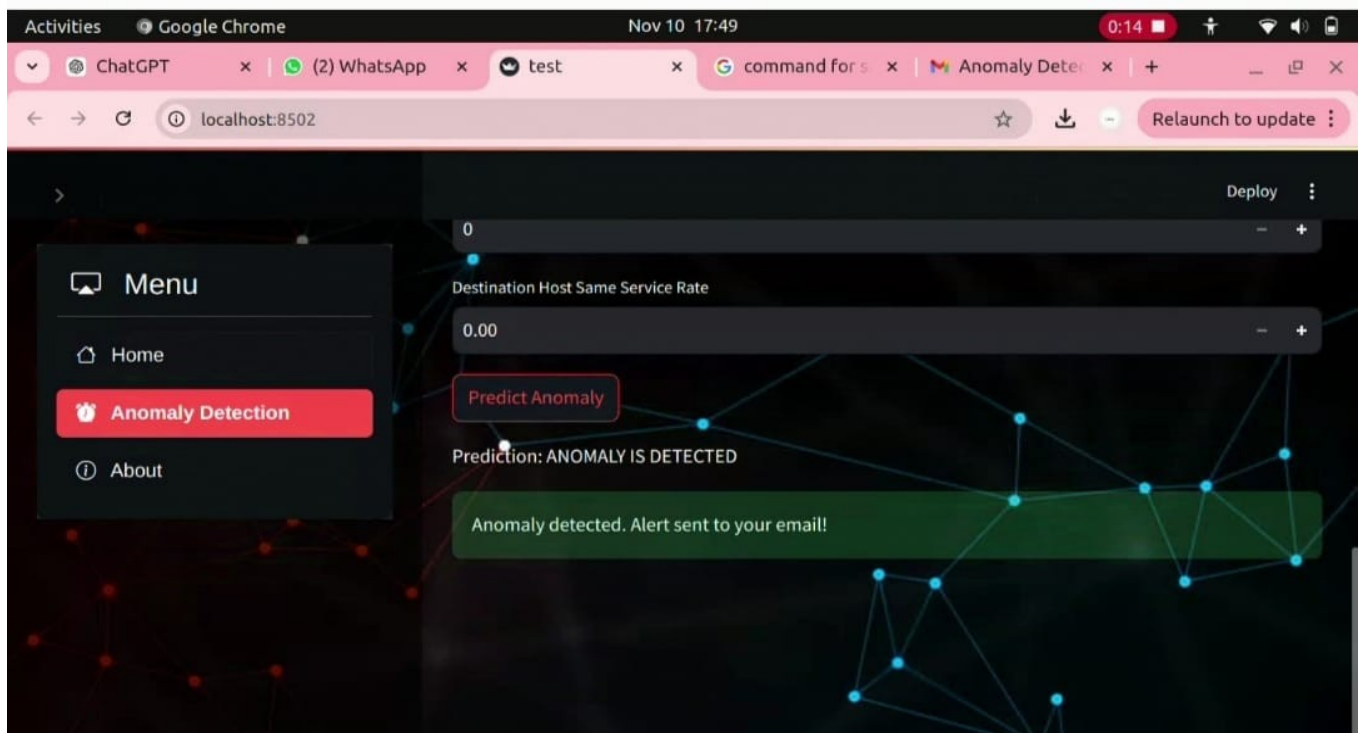 Activities Google Chrome Nov 10 17:49 0:14
ChatGPT (2) WhatsApp test command for s Anomaly Detec
localhost:8502 Relaunch to update
Deploy
0
Menu
Destination Host Same Service Rate
0.00
Home
Predict Anomaly
Anomaly Detection
Prediction: ANOMALY IS DETECTED
About
Anomaly detected. Alert sent to your email!